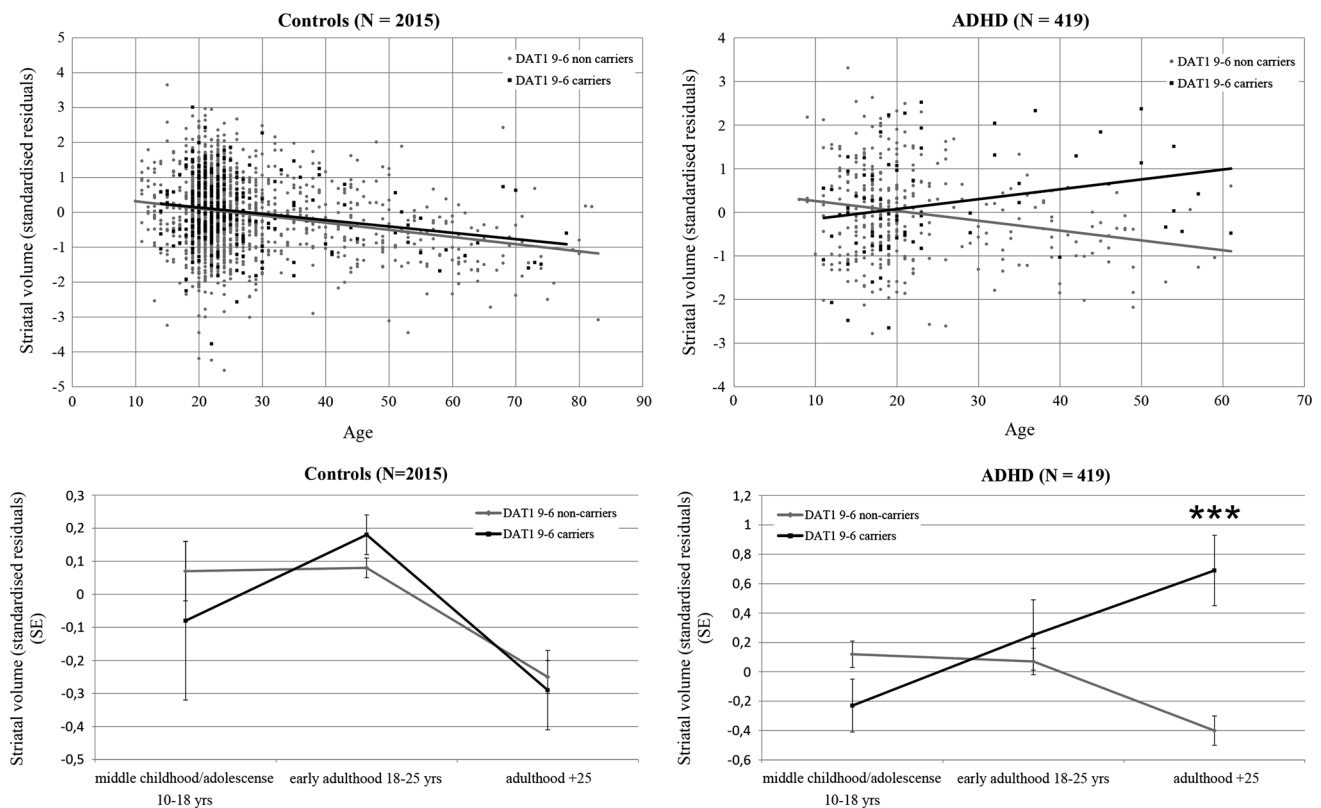 Controls (N = 2015)
Striatal volume (standardised residuals)
5
4
3
2
1
0
-1
-2
-3
-4
-5
DAT1 9-6 non carriers
DAT1 9-6 carriers
0 10 20 30 40 50 60 70 80 90
Age
ADHD (N = 419)
Striatal volume (standardised residuals)
4
3
2
1
0
-1
-2
-3
-4
DAT1 9-6 non carriers
DAT1 9-6 carriers
0 10 20 30 40 50 60 70
Age
Controls (N=2015)
Striatal volume (standardised residuals)
(SE)
0,3
0,2
0,1
0
-0,1
-0,2
-0,3
-0,4
-0,5
DAT1 9-6 non-carriers
DAT1 9-6 carriers
middle childhood/adolescense
10-18 yrs
early adulthood 18-25 yrs
adulthood +25
ADHD (N = 419)
Striatal volume (standardised residuals)
(SE)
1,2
1
0,8
0,6
0,4
0,2
0
-0,2
-0,4
-0,6
DAT1 9-6 non-carriers
DAT1 9-6 carriers
***
middle childhood/adolescense
10-18 yrs
early adulthood 18-25 yrs
adulthood +25